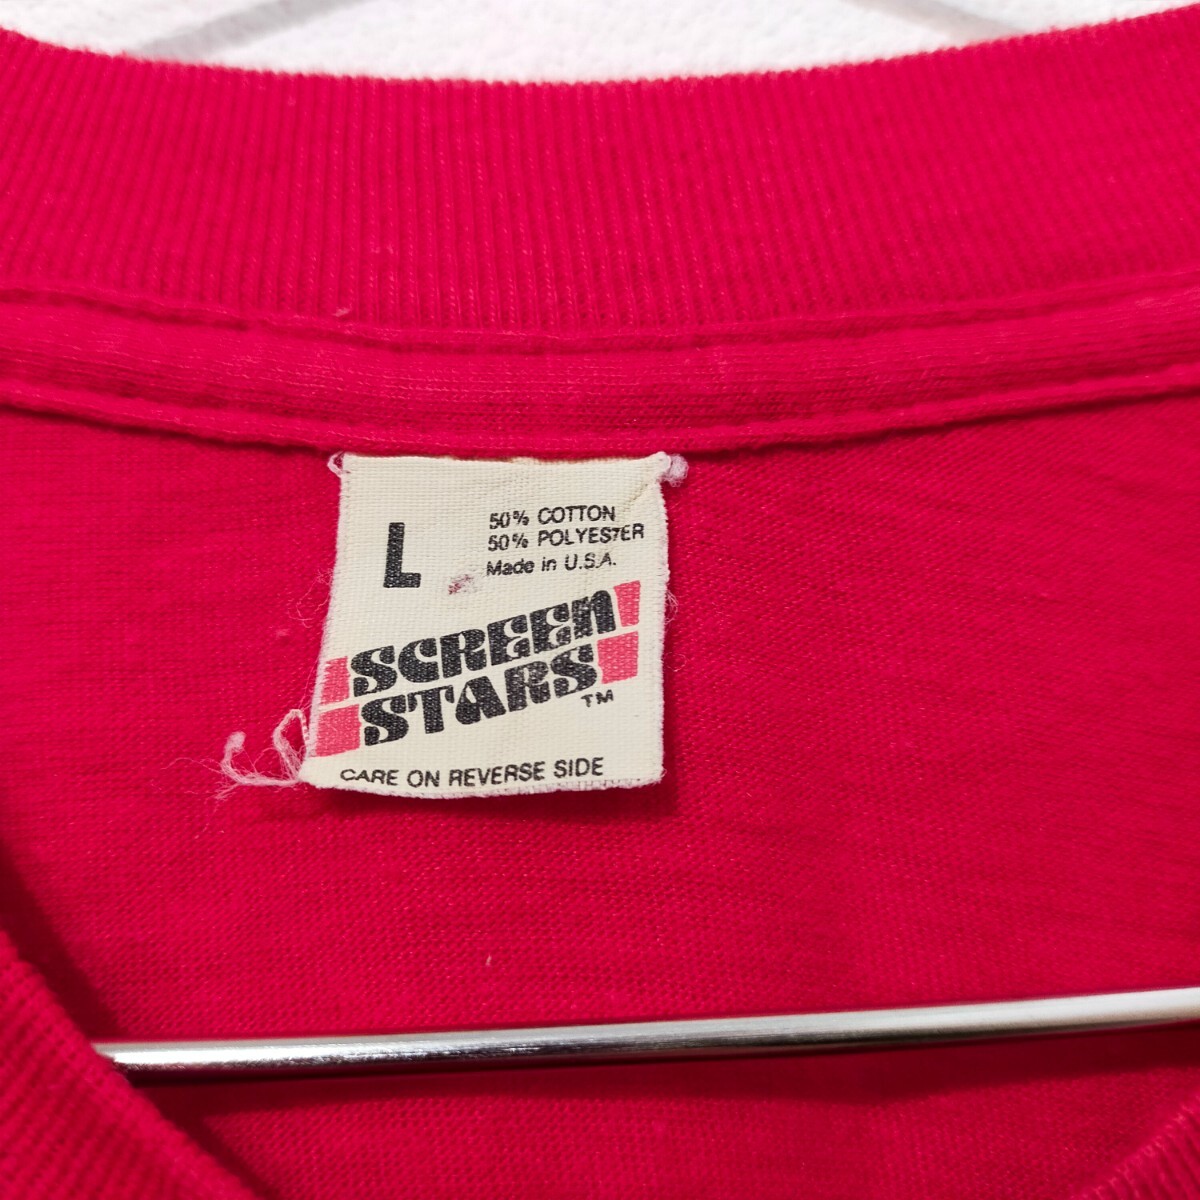 L
50% COTTON
50% POLYESTER
Made in U.S.A.
SCREEN
STARS
TM
CARE ON REVERSE SIDE